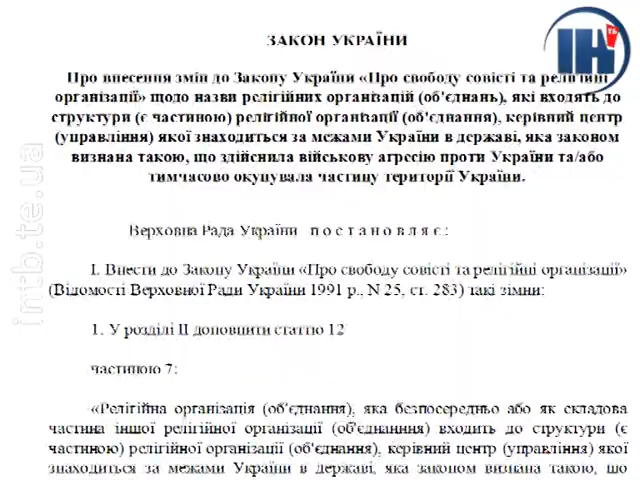 ЗАКОН УКРАЇНИ
Про внесення змін до Закону України «Про свободу совісті та релігійні
організації» щодо назви релігійних організацій (об'єднань), які входять до
структури (є частиною) релігійної організації (об'єднання), керівний центр
(управління) якої знаходиться за межами України в державі, яка законом
визнана такою, що здійснила військову агресію проти України та/або
тимчасово окупувала частину території України.
Верховна Рада України п о с т а н о в л я є :
I. Внести до Закону України «Про свободу совісті та релігійні організації»
(Відомості Верховної Ради України 1991 р., N 25, ст. 283) такі зімни:
1. У розділі II доповнити статтю 12
частиною 7:
«Релігійна організація (об'єднання), яка безпосередньо або як складова
частина іншої релігійної організації (об'єднанння) входить до структури (є
частиною) релігійної організації (об'єднання), керівний центр (управління) якої
знаходиться за межами України в державі, яка законом визнана такою, що
ІНТБ
intb.te.ua